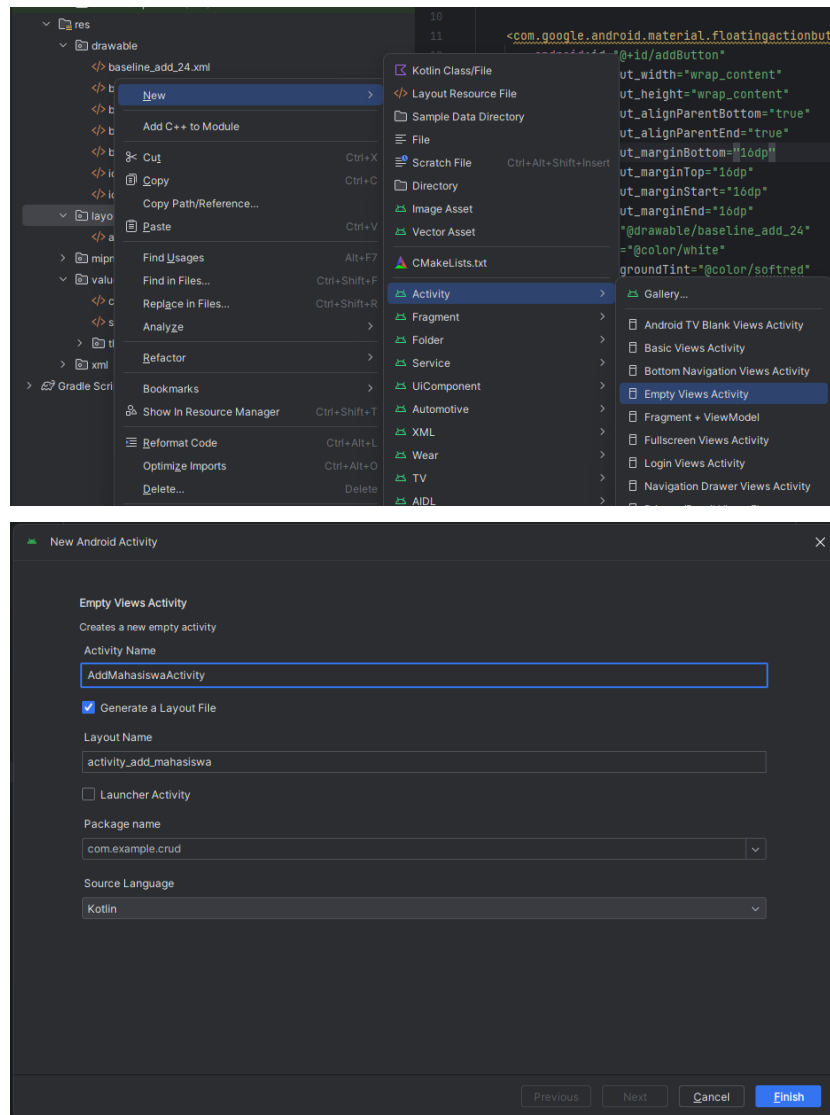 res
drawable
baseline_add_24.xml
layo
mipm
valu
xml
Gradle Scri
New
Add C++ to Module
Cut Ctrl+X
Copy Ctrl+C
Copy Path/Reference...
Paste Ctrl+V
Find Usages Alt+F7
Find in Files... Ctrl+Shift+F
Replace in Files... Ctrl+Shift+R
Analyze
Refactor
Bookmarks
Show In Resource Manager Ctrl+Shift+T
Reformat Code Ctrl+Alt+L
Optimize Imports Ctrl+Alt+O
Delete... Delete
Kotlin Class/File
Layout Resource File
Sample Data Directory
File
Scratch File Ctrl+Alt+Shift+Insert
Directory
Image Asset
Vector Asset
CMakeLists.txt
Activity
Fragment
Folder
Service
UiComponent
Automotive
XML
Wear
TV
AIDL
10
11 <com.google.android.material.floatingactionbut
"@+id/addButton"
ut_width="wrap_content"
ut_height="wrap_content"
ut_alignParentBottom="true"
ut_alignParentEnd="true"
ut_marginBottom="16dp"
ut_marginTop="16dp"
ut_marginStart="16dp"
ut_marginEnd="16dp"
"@drawable/baseline_add_24"
="@color/white"
groundTint="@color/softred"
Gallery...
Android TV Blank Views Activity
Basic Views Activity
Bottom Navigation Views Activity
Empty Views Activity
Fragment + ViewModel
Fullscreen Views Activity
Login Views Activity
Navigation Drawer Views Activity
New Android Activity
Empty Views Activity
Creates a new empty activity
Activity Name
AddMahasiswaActivity
Generate a Layout File
Layout Name
activity_add_mahasiswa
Launcher Activity
Package name
com.example.crud
Source Language
Kotlin
Previous Next Cancel Finish